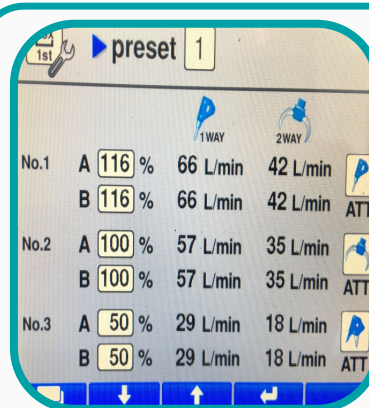 1st
preset 1
1WAY 2WAY
No.1 A 116 % 66 L/min 42 L/min
B 116 % 66 L/min 42 L/min ATT
No.2 A 100 % 57 L/min 35 L/min
B 100 % 57 L/min 35 L/min ATT
No.3 A 50 % 29 L/min 18 L/min
B 50 % 29 L/min 18 L/min ATT